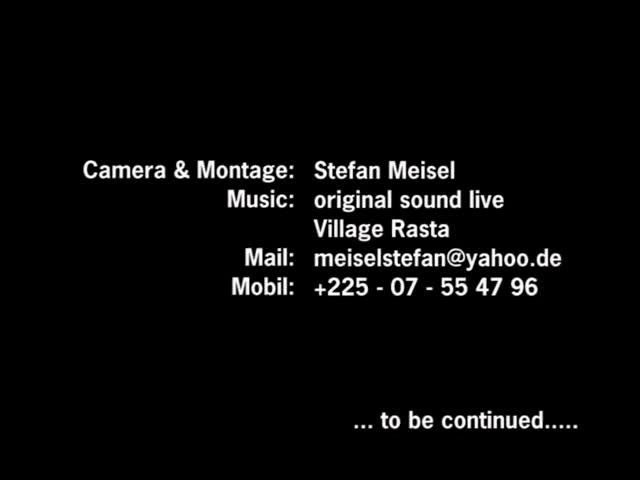 Camera & Montage: Stefan Meisel
Music: original sound live
Village Rasta
Mail: meiselstefan@yahoo.de
Mobil: +225 - 07 - 55 47 96
... to be continued.....